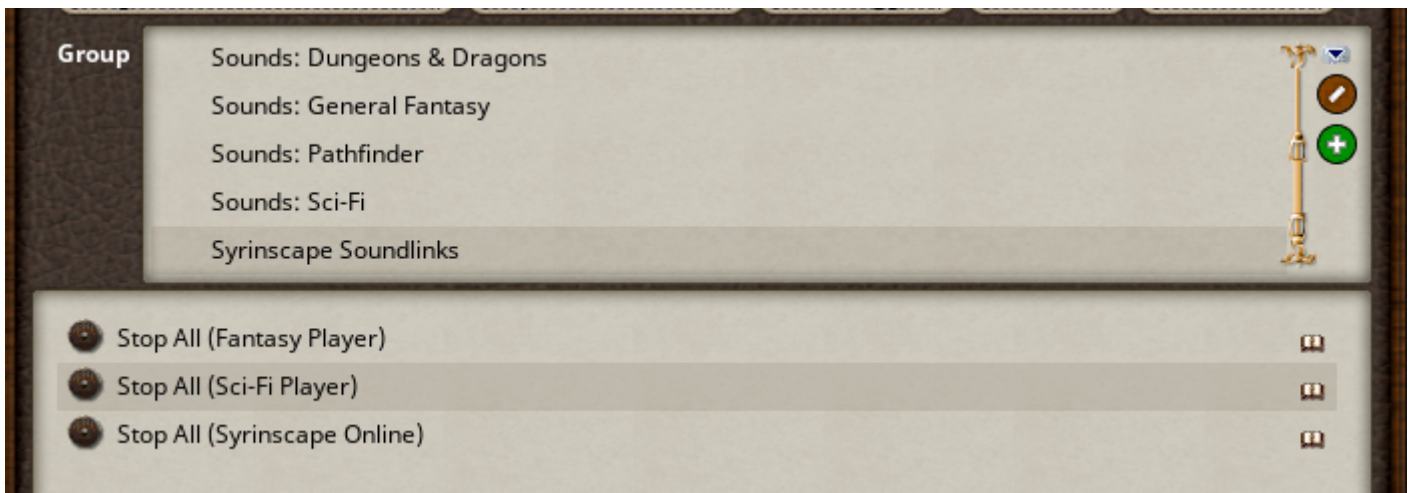 Group
Sounds: Dungeons & Dragons
Sounds: General Fantasy
Sounds: Pathfinder
Sounds: Sci-Fi
Syrinscape Soundlinks
Stop All (Fantasy Player)
Stop All (Sci-Fi Player)
Stop All (Syrinscape Online)